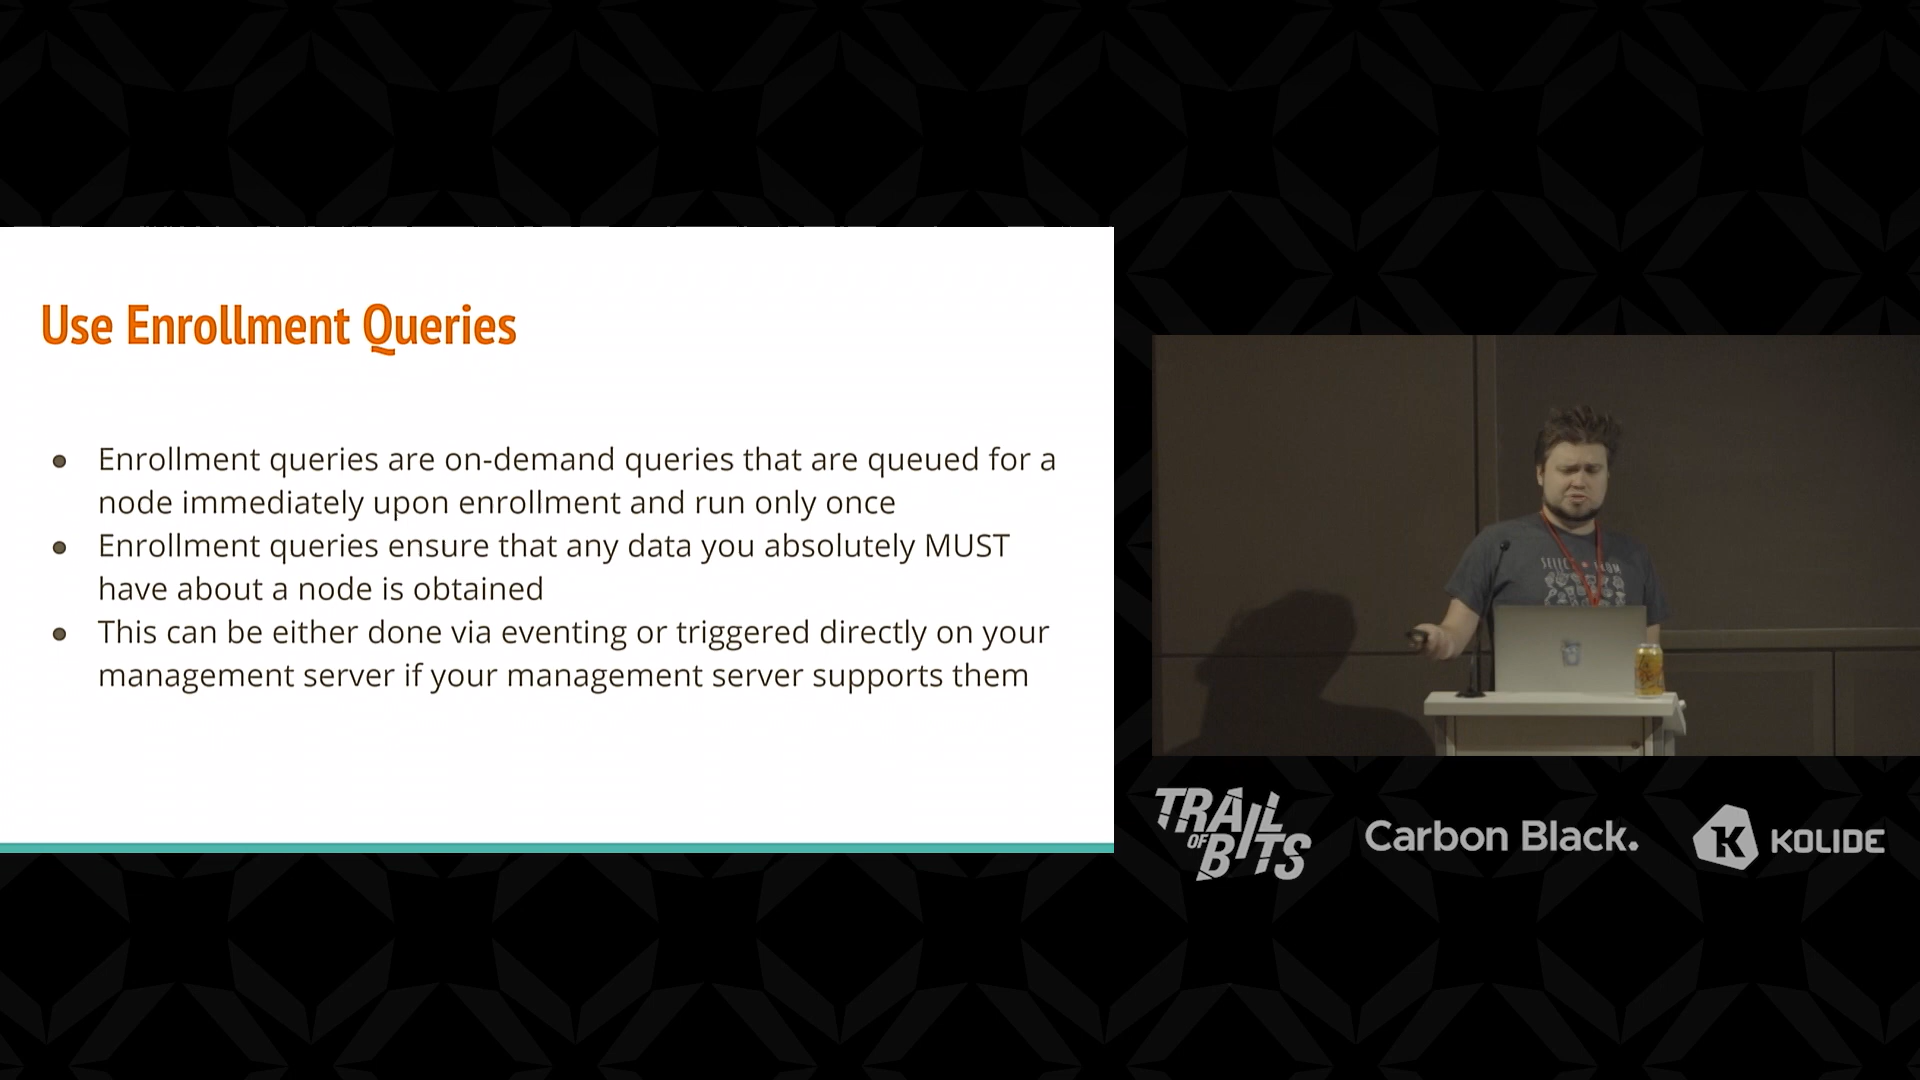 Use Enrollment Queries
● Enrollment queries are on-demand queries that are queued for a
node immediately upon enrollment and run only once
● Enrollment queries ensure that any data you absolutely MUST
have about a node is obtained
● This can be either done via eventing or triggered directly on your
management server if your management server supports them
TRAIL
OF
BITS
Carbon Black.
K KOLIDE